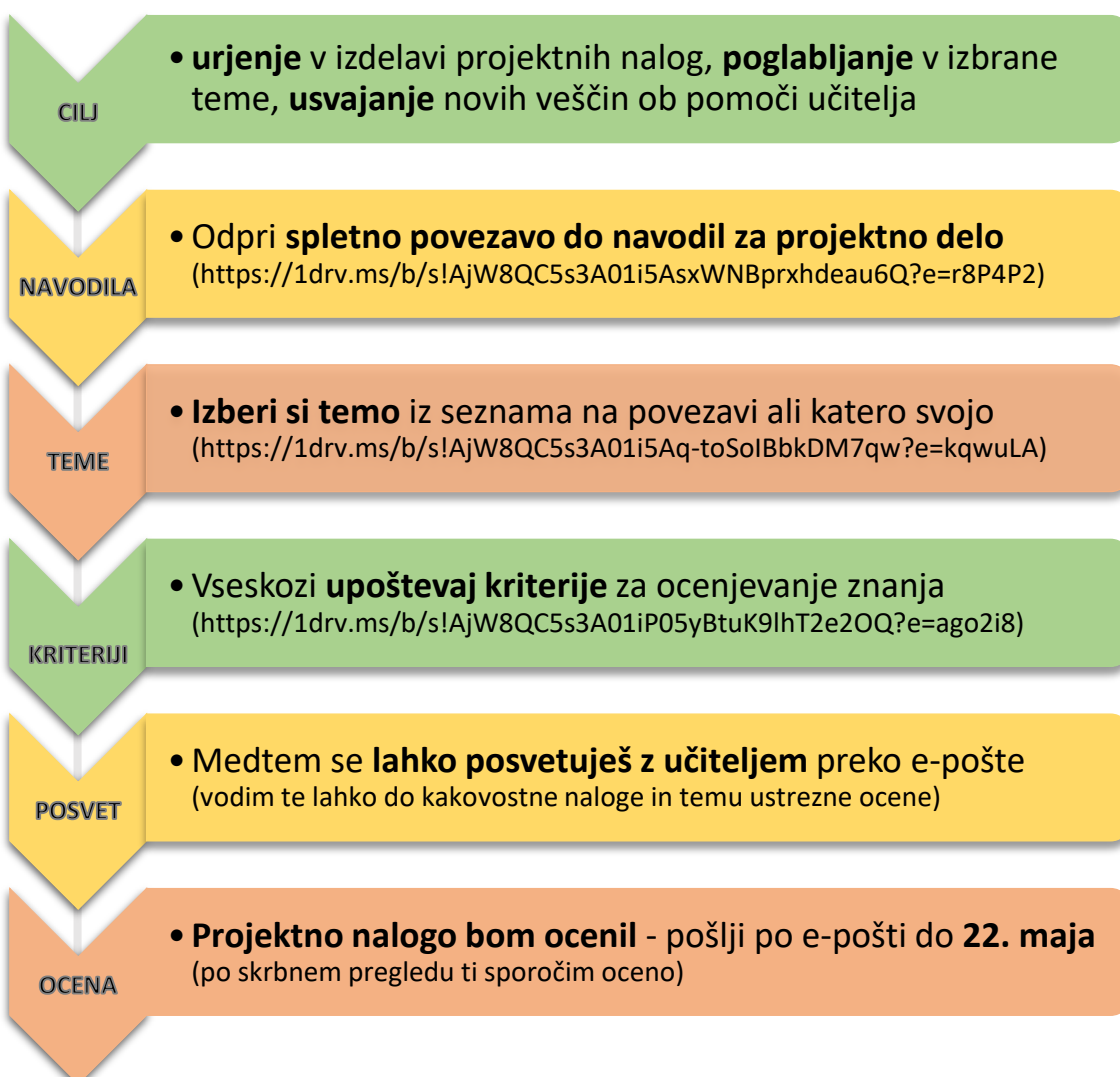 CILJ
• urjenje v izdelavi projektnih nalog, poglabljanje v izbrane
teme, usvajanje novih veščin ob pomoči učitelja
NAVODILA
• Odpri spletno povezavo do navodil za projektno delo
(https://1drv.ms/b/s!AjW8QC5s3A01i5AsxWNBprxhdeau6Q?e=r8P4P2)
TEME
• Izberi si temo iz seznama na povezavi ali katero svojo
(https://1drv.ms/b/s!AjW8QC5s3A01i5Aq-toSoIBbkDM7qw?e=kqwuLA)
KRITERIJI
• Vseskozi upoštevaj kriterije za ocenjevanje znanja
(https://1drv.ms/b/s!AjW8QC5s3A01iP05yBtuK9lhT2e2OQ?e=ago2i8)
POSVET
• Medtem se lahko posvetuješ z učiteljem preko e-pošte
(vodim te lahko do kakovostne naloge in temu ustrezne ocene)
OCENA
• Projektno nalogo bom ocenil - pošlji po e-pošti do 22. maja
(po skrbnem pregledu ti sporočim oceno)